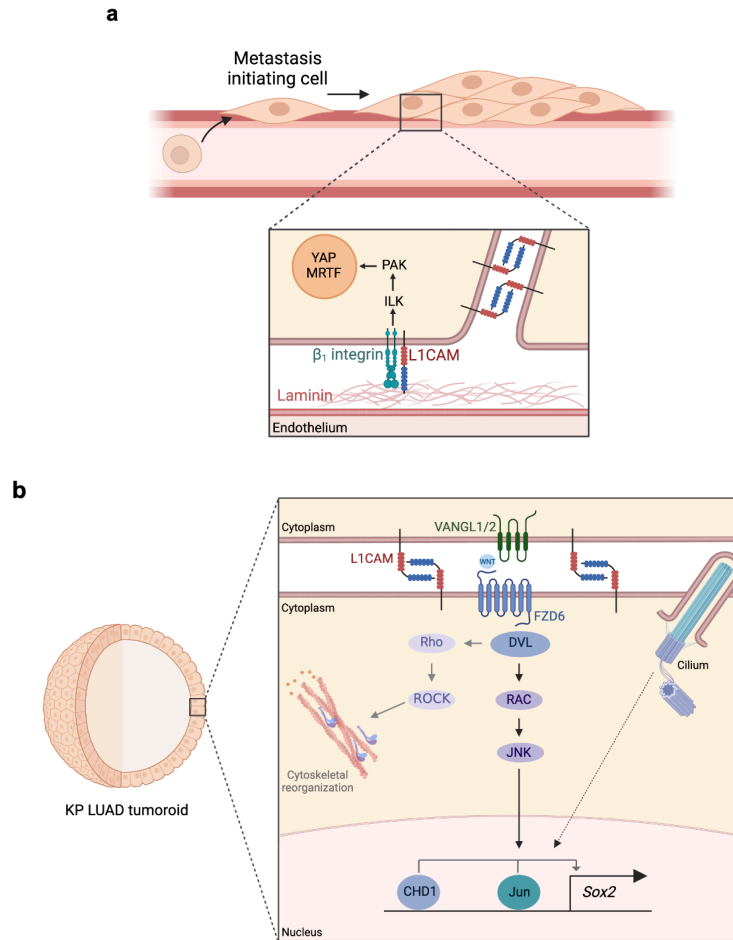 a
Metastasis
initiating cell
YAP
MRTF
PAK
ILK
β₁ integrin
L1CAM
Laminin
Endothelium
b
Cytoplasm
VANGL1/2
L1CAM
WNT
Cytoplasm
FZD6
Rho
DVL
Cilium
ROCK
RAC
JNK
Cytoskeletal
reorganization
KP LUAD tumoroid
CHD1
Jun
Sox2
Nucleus